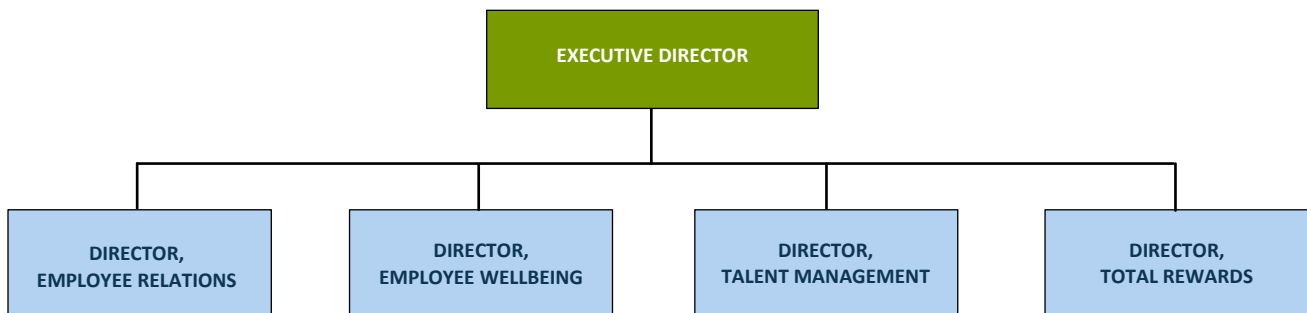 EXECUTIVE DIRECTOR
DIRECTOR,
EMPLOYEE RELATIONS
DIRECTOR,
EMPLOYEE WELLBEING
DIRECTOR,
TALENT MANAGEMENT
DIRECTOR,
TOTAL REWARDS